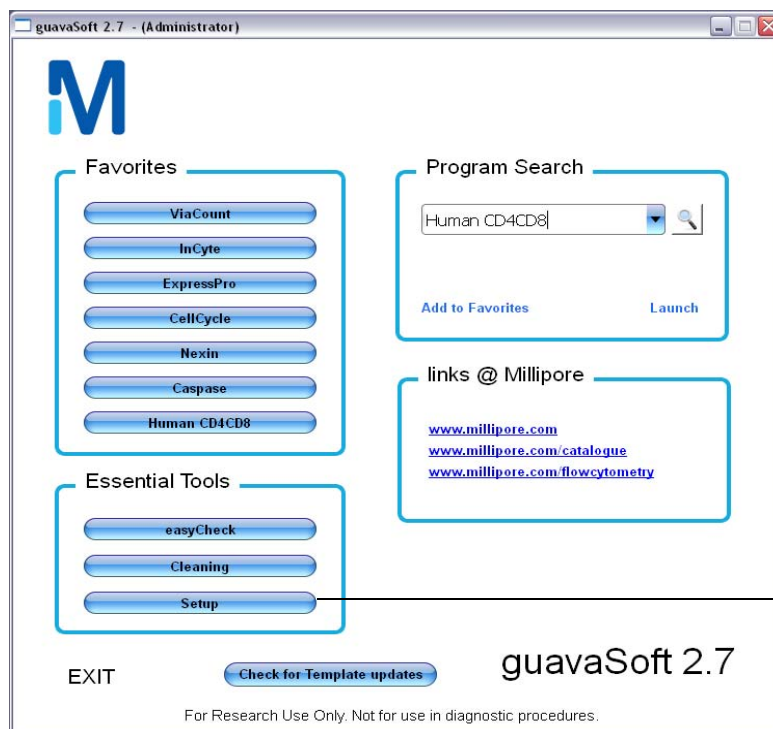 guavaSoft 2.7 - (Administrator)
M
Favorites
ViaCount
InCyte
ExpressPro
CellCycle
Nexin
Caspase
Human CD4CD8
Essential Tools
easyCheck
Cleaning
Setup
Program Search
Human CD4CD8
Add to Favorites
Launch
links @ Millipore
www.millipore.com
www.millipore.com/catalogue
www.millipore.com/flowcytometry
EXIT
Check for Template updates
guavaSoft 2.7
For Research Use Only. Not for use in diagnostic procedures.